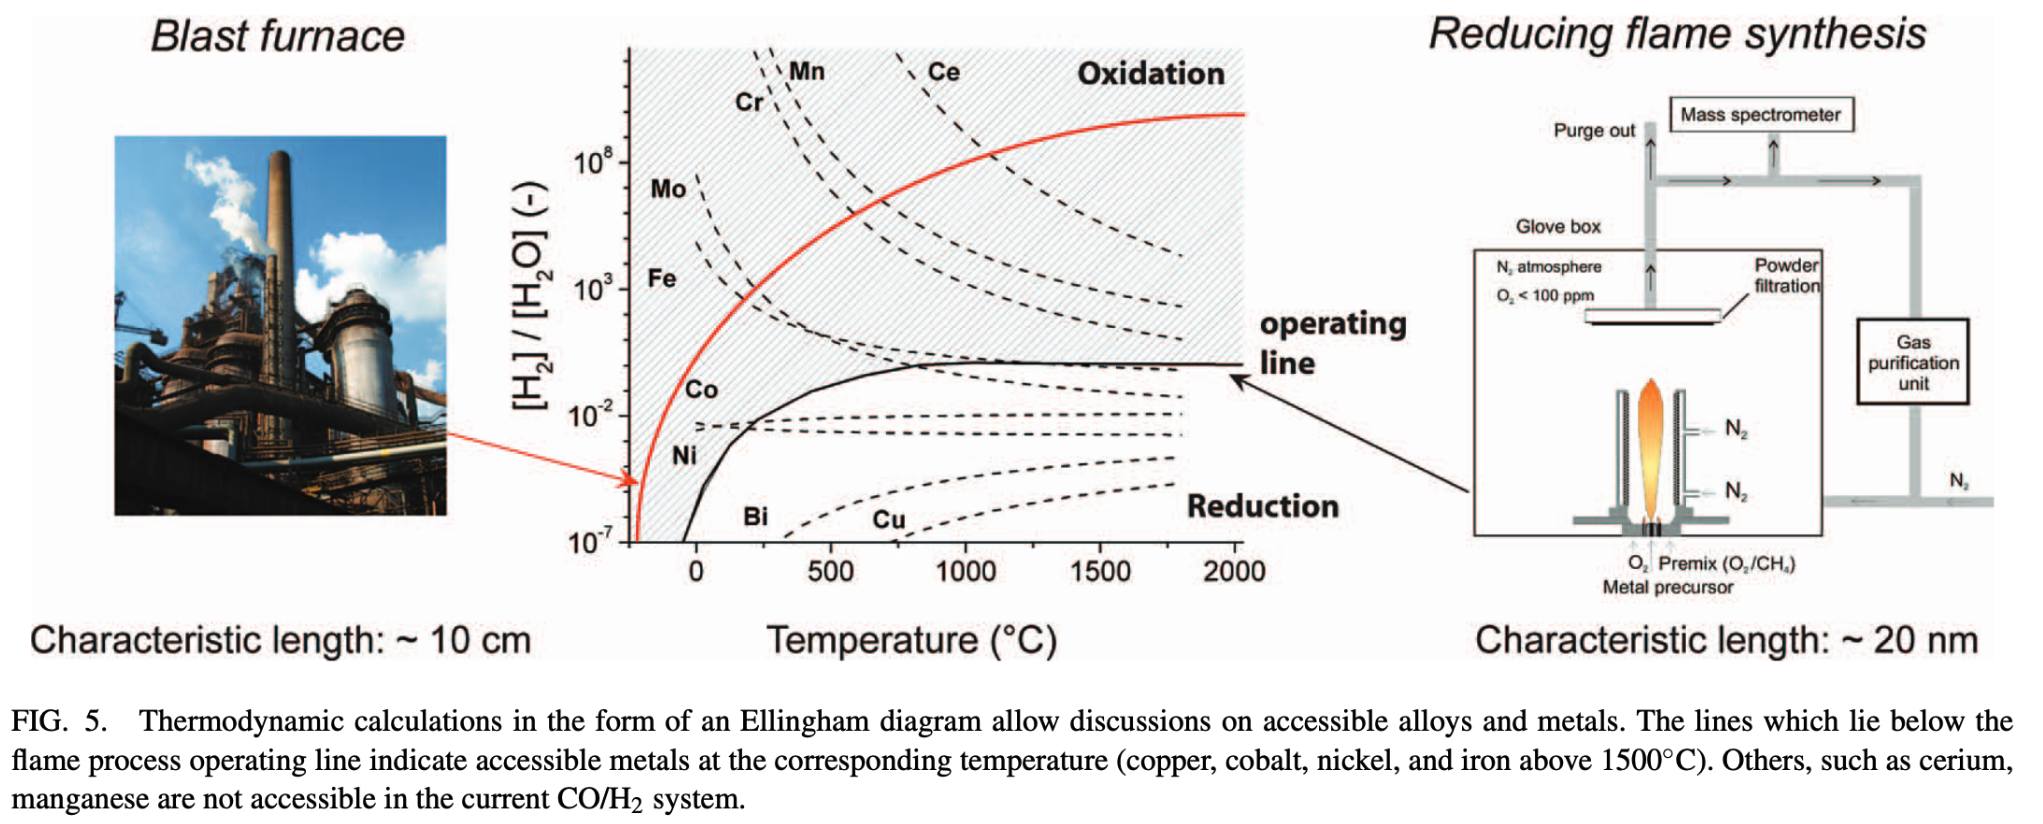 Blast furnace
Reducing flame synthesis
[H2] / [H2O] (-)
10^8
10^3
10^-2
10^-7
0
500
1000
1500
2000
Mn
Cr
Ce
Oxidation
Mo
Fe
Co
Ni
Bi
Cu
Reduction
operating
line
Temperature (°C)
Mass spectrometer
Purge out
Glove box
N2 atmosphere
O2 < 100 ppm
Powder
filtration
Gas
purification
unit
N2
N2
N2
O2 Premix (O2/CH4)
Metal precursor
Characteristic length: ~ 10 cm
Characteristic length: ~ 20 nm
FIG. 5. Thermodynamic calculations in the form of an Ellingham diagram allow discussions on accessible alloys and metals. The lines which lie below the
flame process operating line indicate accessible metals at the corresponding temperature (copper, cobalt, nickel, and iron above 1500°C). Others, such as cerium,
manganese are not accessible in the current CO/H2 system.